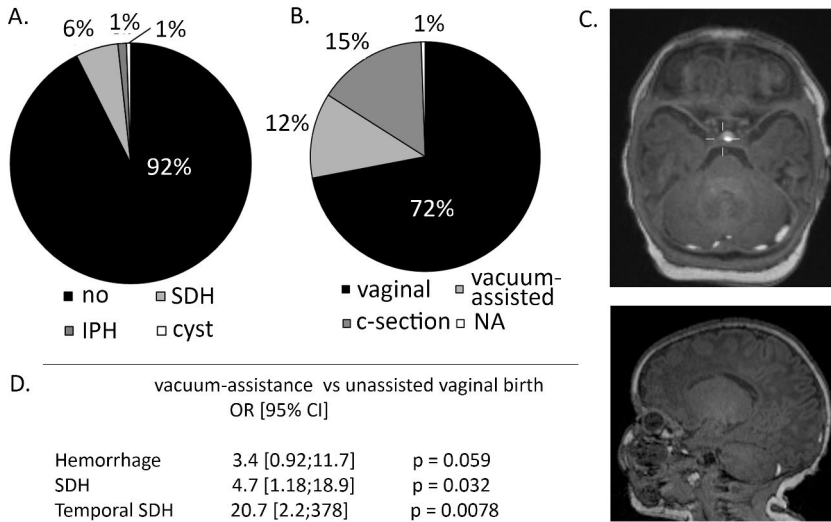 A.
6%
1%
1%
92%
no
SDH
IPH
cyst
B.
15%
1%
12%
72%
vaginal
vacuum-
assisted
c-section
NA
C.
D.
vacuum-assistance vs unassisted vaginal birth
OR [95% CI]
Hemorrhage 3.4 [0.92;11.7] p = 0.059
SDH 4.7 [1.18;18.9] p = 0.032
Temporal SDH 20.7 [2.2;378] p = 0.0078